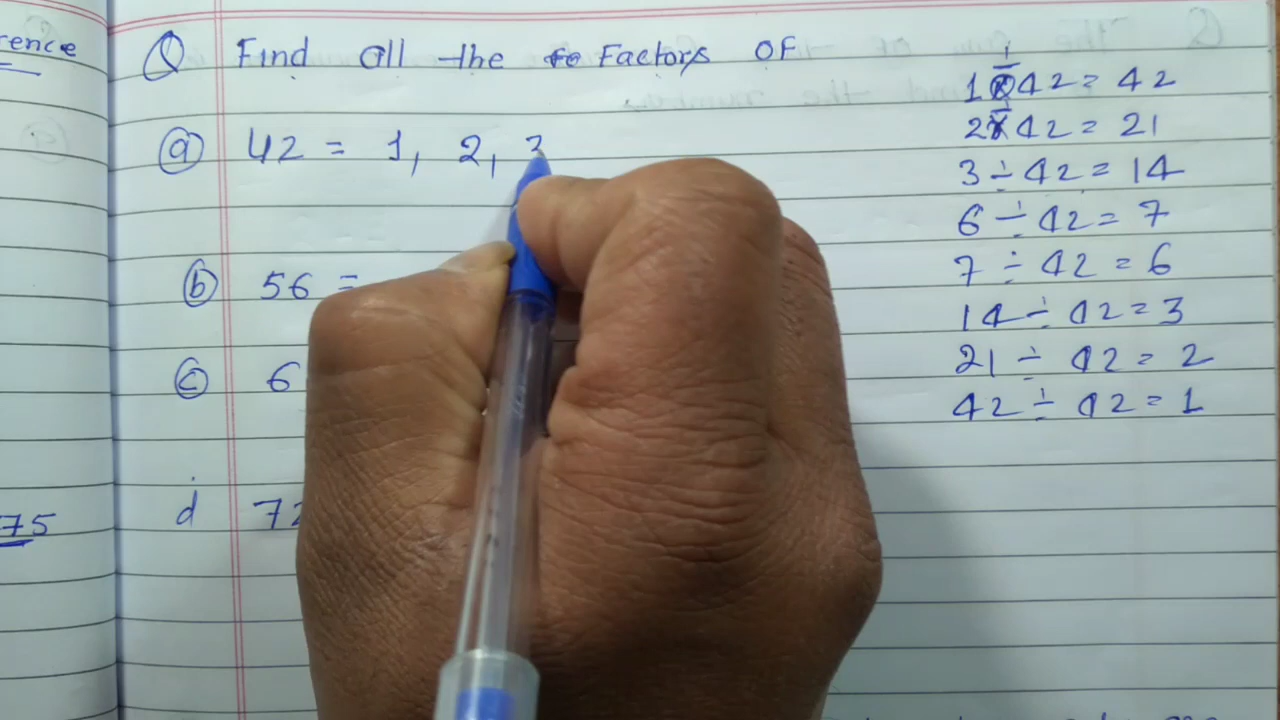 rence
Q Find all the Factors OF
a 42 = 1, 2, 3
b 56 =
c 6
d 72
75
1 ÷ 42 = 42
2 ÷ 42 = 21
3 ÷ 42 = 14
6 ÷ 42 = 7
7 ÷ 42 = 6
14 ÷ 42 = 3
21 ÷ 42 = 2
42 ÷ 42 = 1